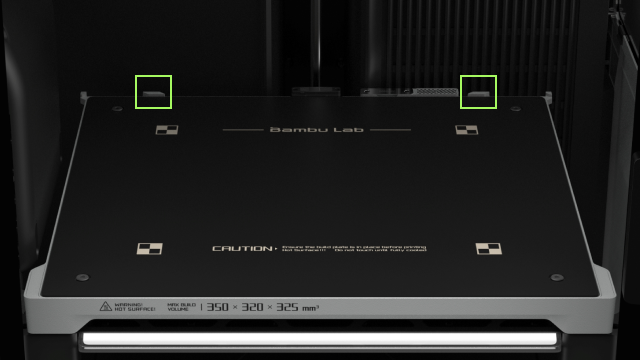 Bambu Lab
CAUTION: Ensure the build plate is in place before printing
Hot Surface!!! Do not touch until fully cooled
WARNING! HOT SURFACE!
MAX BUILD VOLUME | 350 × 320 × 325 mm³